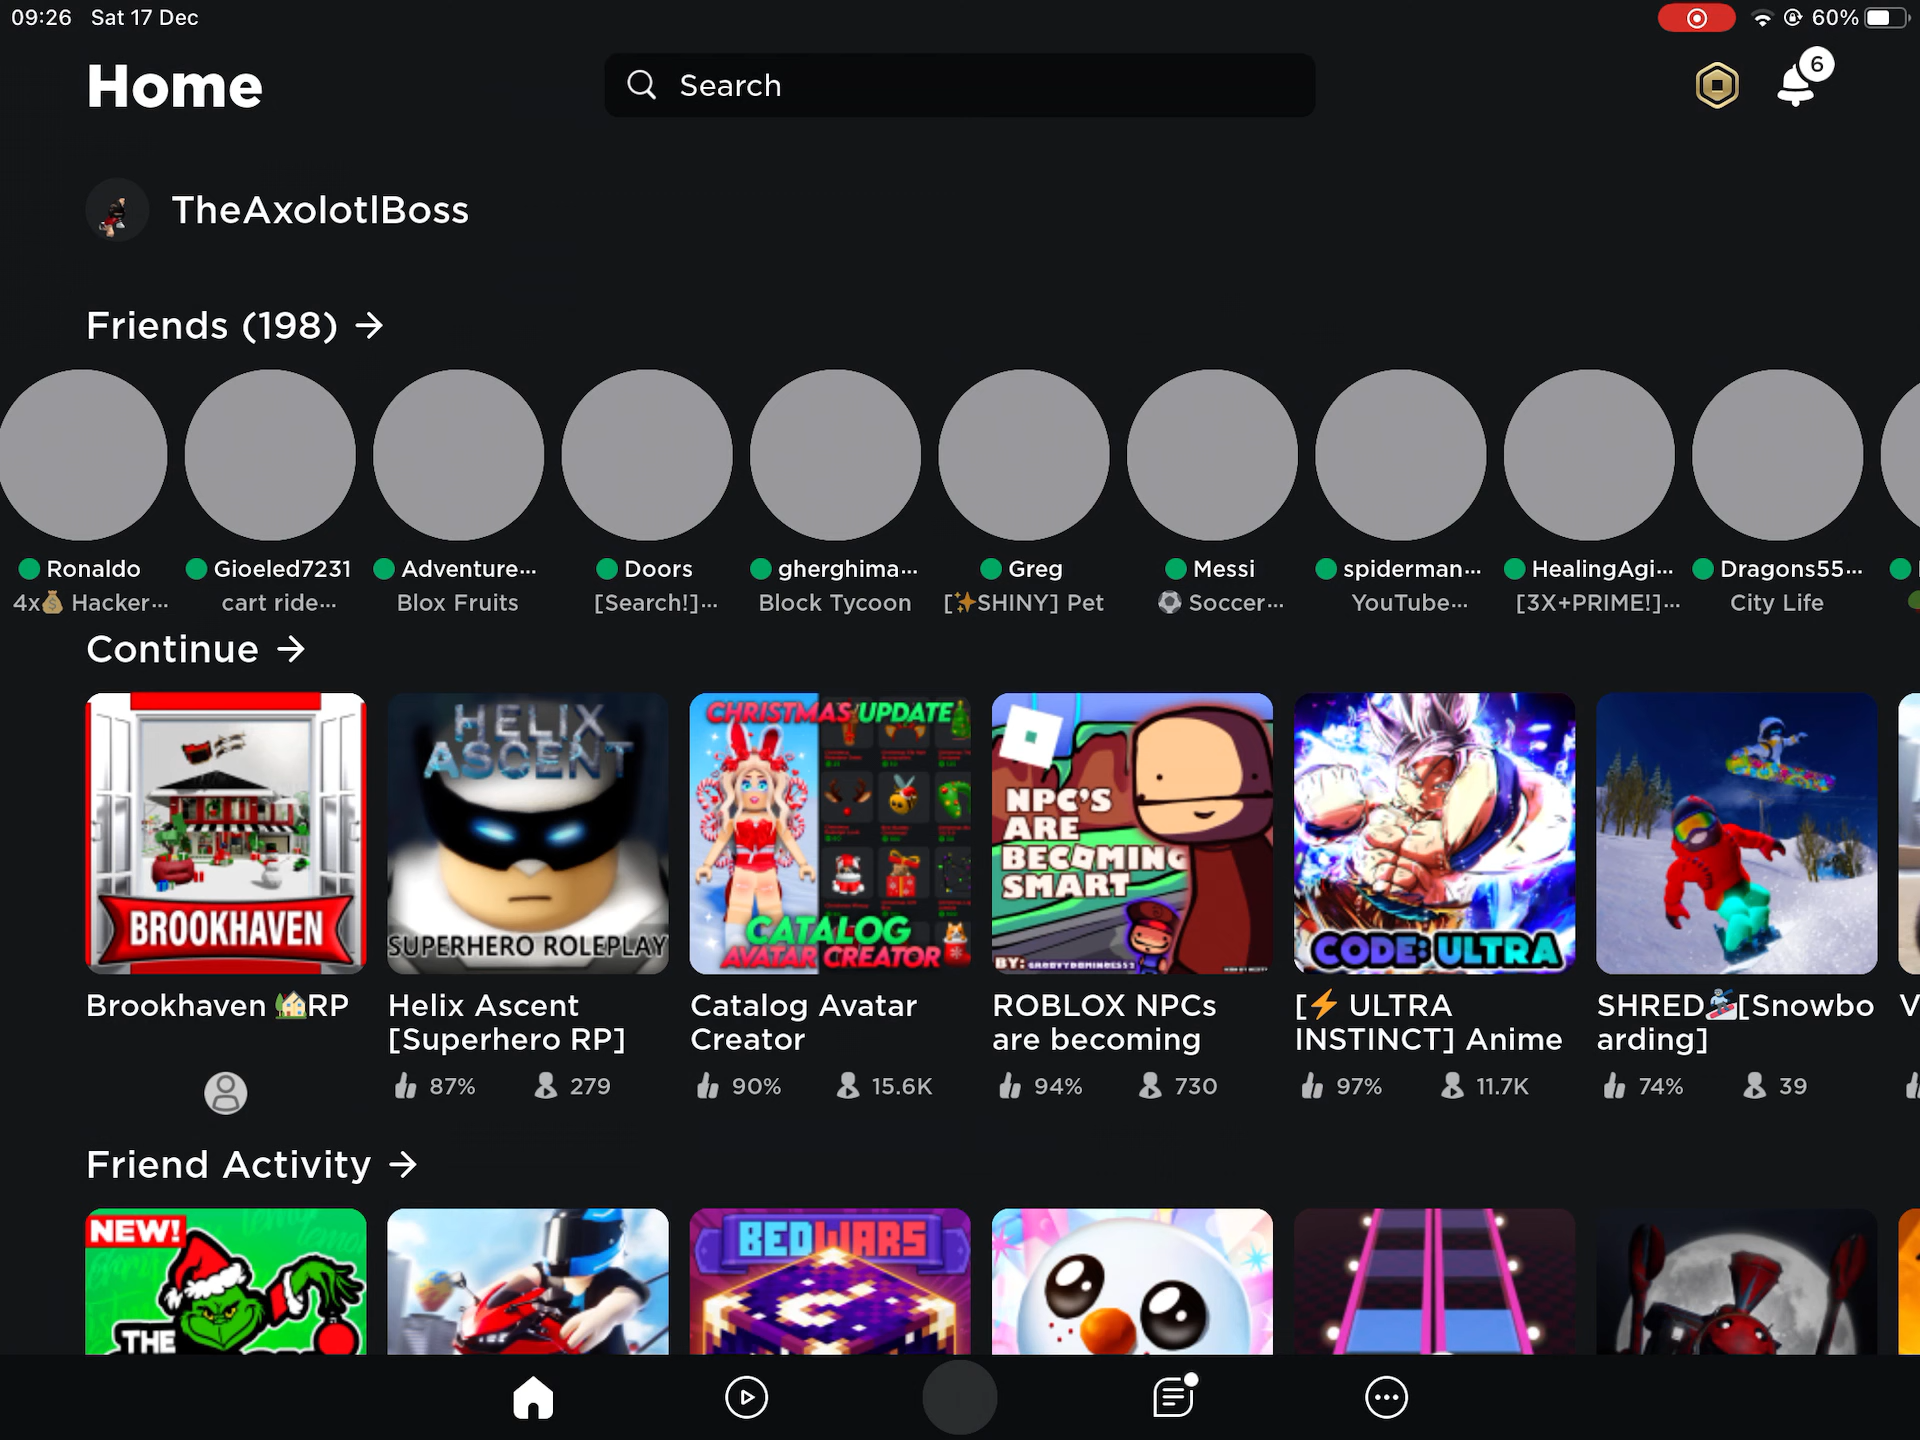 09:26 Sat 17 Dec
60%
Home
Search
6
TheAxolotlBoss
Friends (198) →
Ronaldo
Gioeled7231
Adventure...
Doors
gherghima...
Greg
Messi
spiderman...
HealingAgi...
Dragons55...
4x💰 Hacker...
cart ride...
Blox Fruits
[Search!]...
Block Tycoon
[✨SHINY] Pet
⚽ Soccer...
YouTube...
[3X+PRIME!]...
City Life
Continue →
BROOKHAVEN
HELIX
ASCENT
SUPERHERO ROLEPLAY
CHRISTMAS UPDATE
CATALOG
AVATAR CREATOR
NPC'S
ARE
BECOMING
SMART
BY:
CODE: ULTRA
Brookhaven 🏡RP
Helix Ascent
[Superhero RP]
Catalog Avatar
Creator
ROBLOX NPCs
are becoming
[⚡ ULTRA
INSTINCT] Anime
SHRED🏂[Snowbo
arding]
V
87% 279
90% 15.6K
94% 730
97% 11.7K
74% 39
Friend Activity →
NEW!
THE
BEDWARS